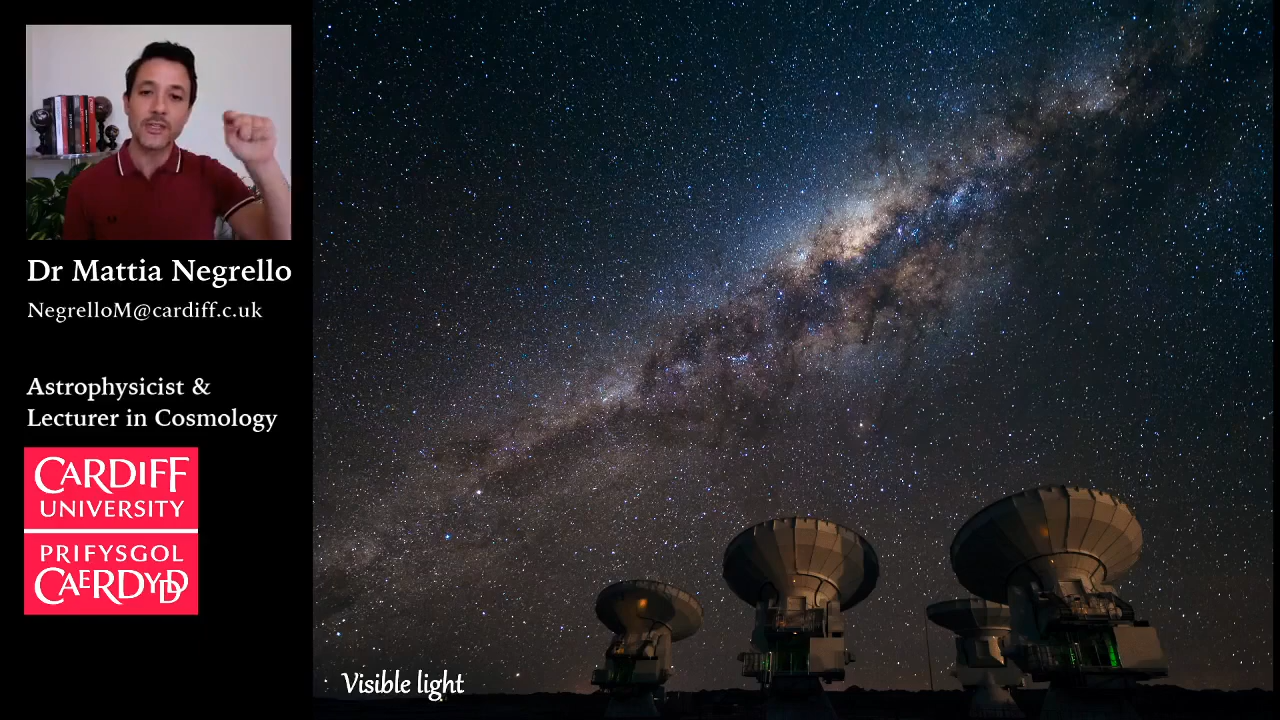 Dr Mattia Negrello
NegrelloM@cardiff.c.uk
Astrophysicist &
Lecturer in Cosmology
CARDIFF
UNIVERSITY
PRIFYSGOL
CAERDYDD
Visible light